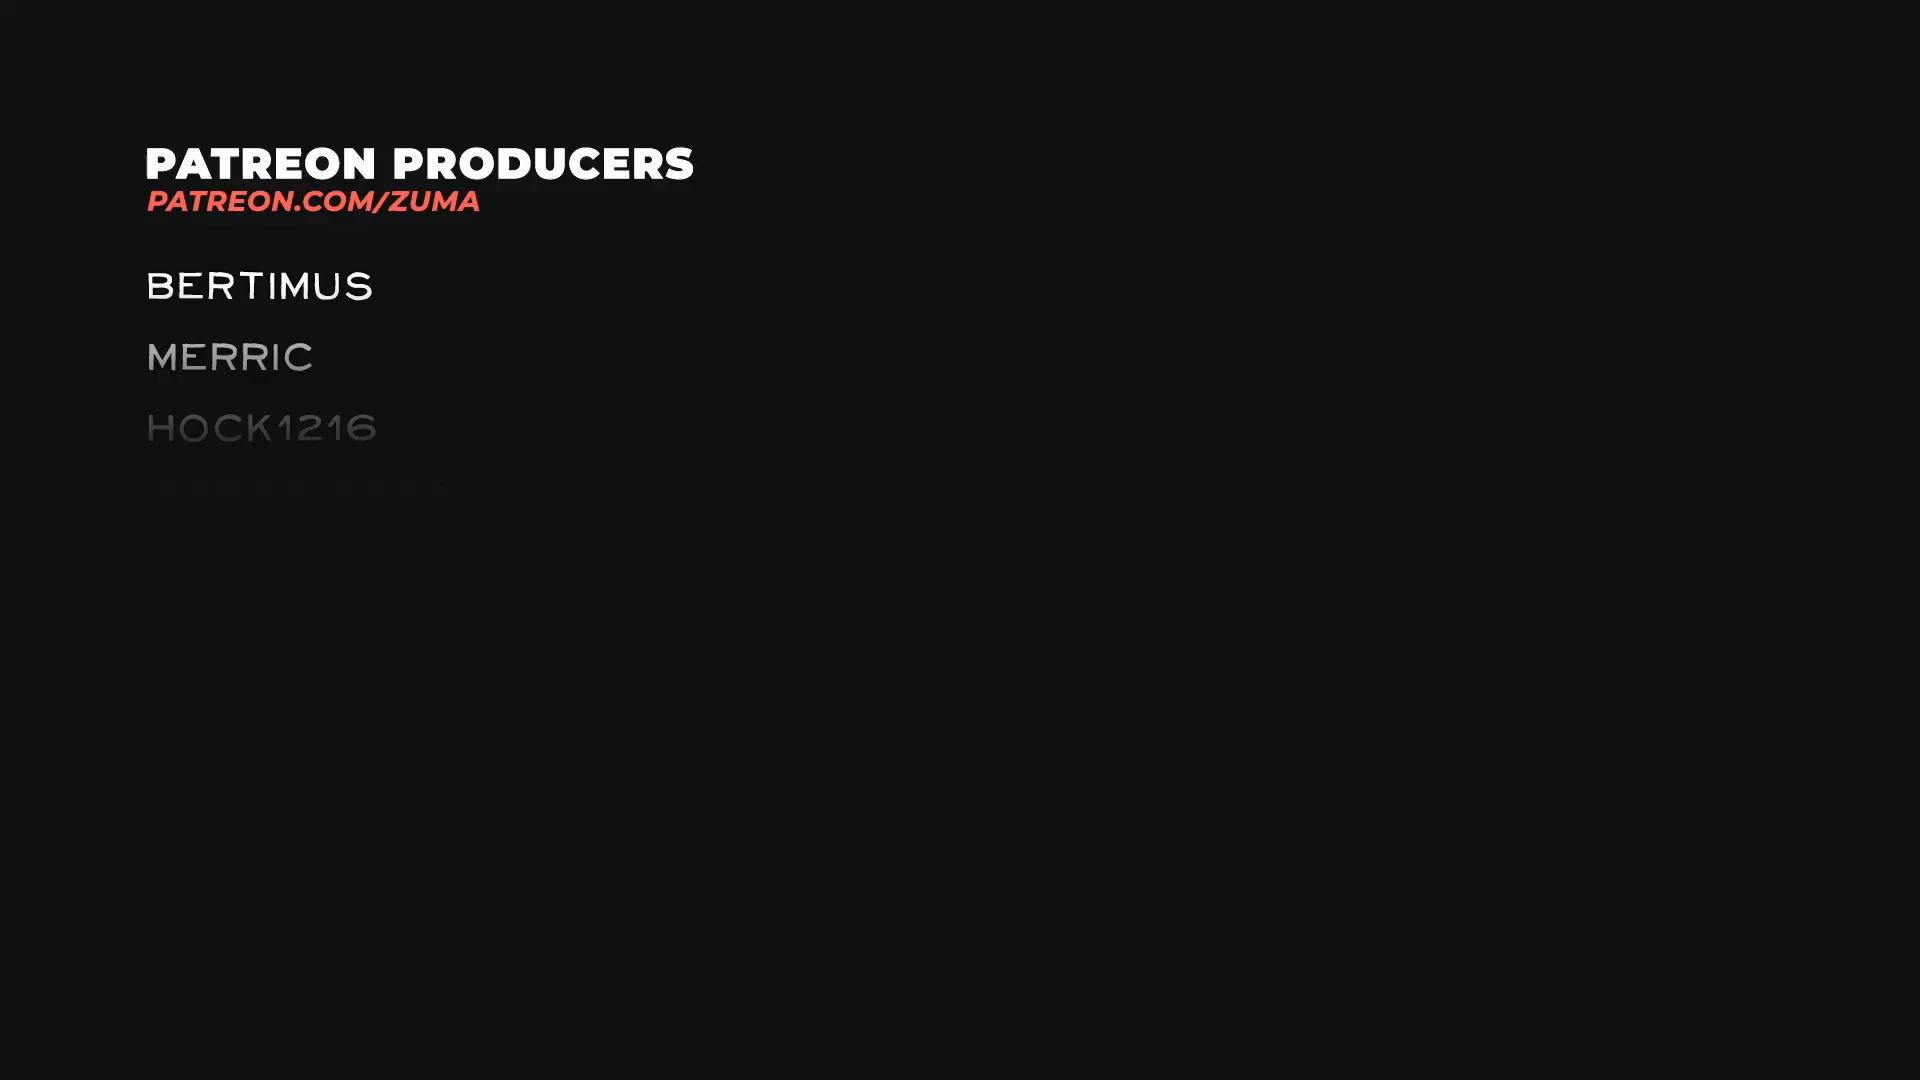 PATREON PRODUCERS
PATREON.COM/ZUMA
BERTIMUS
MERRIC
HOCK1216